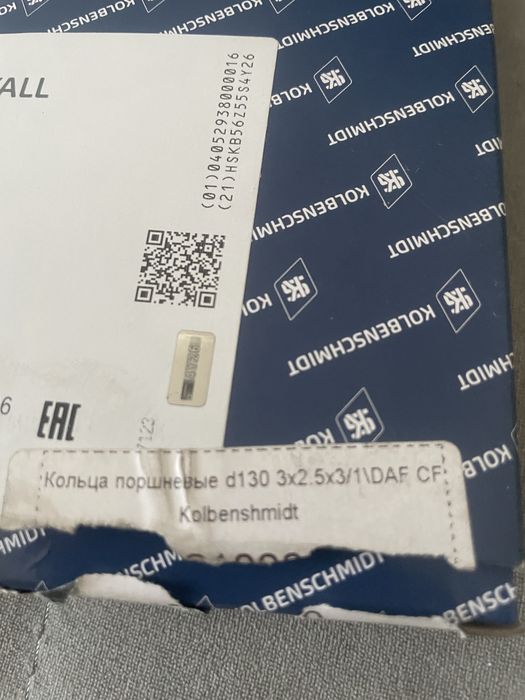 KOLBENSCHMIDT
KOLBENSCHMIDT
KOLBENSCHMIDT
KOLBENSCHMIDT
KOLBENSCHMIDT
(01)04052938000016
(21)HSKB56Z55S4Y26
6
EAC
Кольца поршневые d130 3x2.5x3/1\DAF CF
Kolbenshmidt
KOLBENSCHMIDT